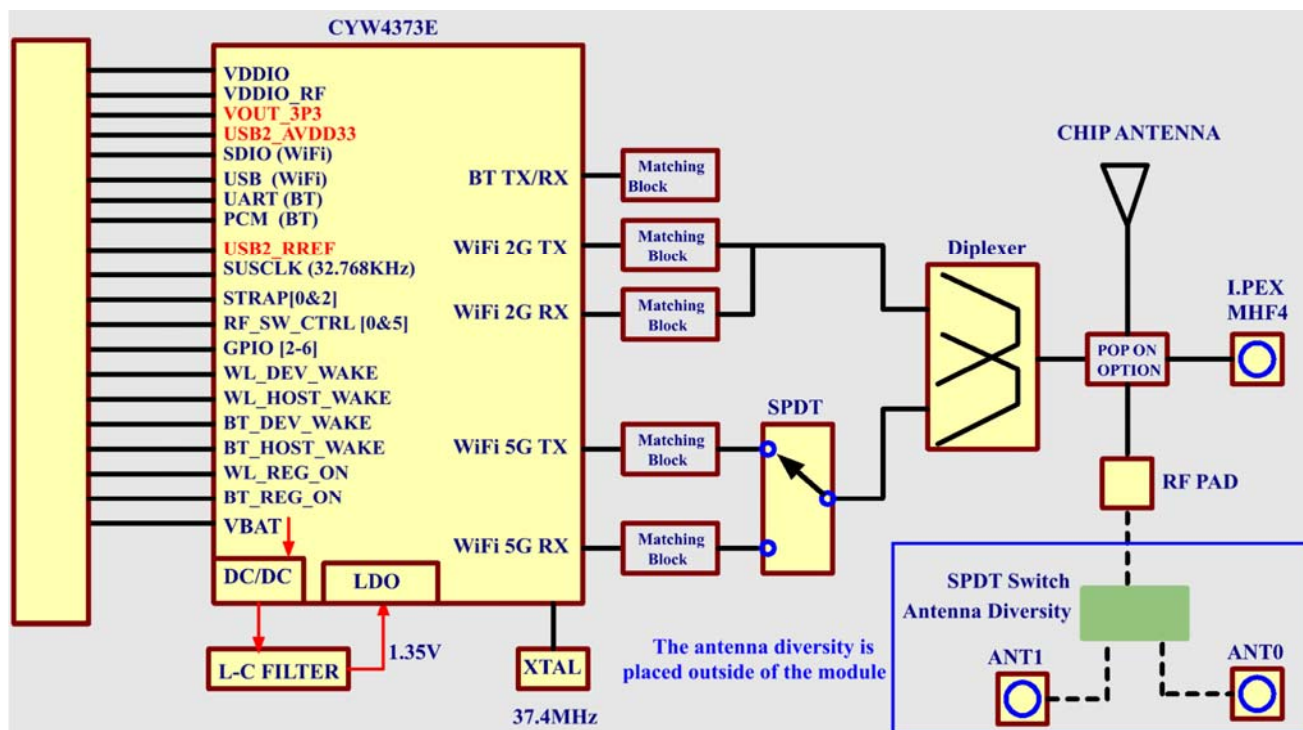 CYW4373E
VDDIO
VDDIO_RF
VOUT_3P3
USB2_AVDD33
SDIO (WiFi)
USB (WiFi)
UART (BT)
PCM (BT)
USB2_RREF
SUSCLK (32.768KHz)
STRAP[0&2]
RF_SW_CTRL [0&5]
GPIO [2-6]
WL_DEV_WAKE
WL_HOST_WAKE
BT_DEV_WAKE
BT_HOST_WAKE
WL_REG_ON
BT_REG_ON
VBAT
DC/DC
LDO
L-C FILTER
1.35V
XTAL
37.4MHz
BT TX/RX
WiFi 2G TX
WiFi 2G RX
WiFi 5G TX
WiFi 5G RX
Matching
Block
Matching
Block
Matching
Block
Matching
Block
Matching
Block
SPDT
Diplexer
CHIP ANTENNA
POP ON
OPTION
I.PEX
MHF4
RF PAD
The antenna diversity is
placed outside of the module
SPDT Switch
Antenna Diversity
ANT1
ANT0